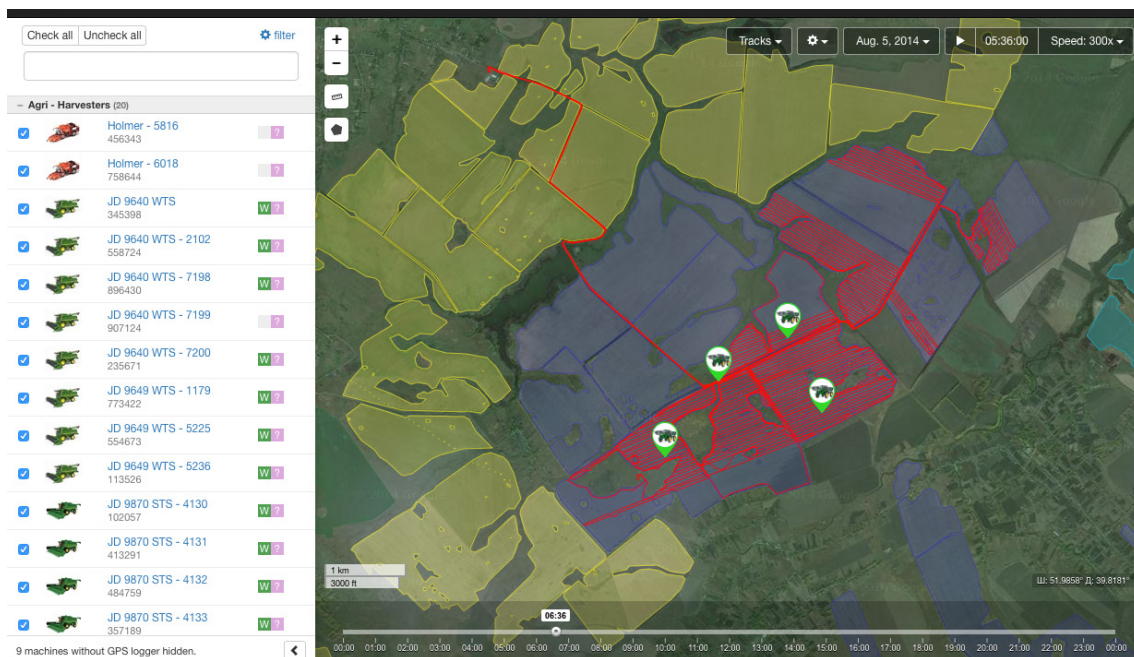 Check all Uncheck all filter
− Agri - Harvesters (20)
Holmer - 5816
456343
?
Holmer - 6018
758644
?
JD 9640 WTS
345398
W ?
JD 9640 WTS - 2102
558724
W ?
JD 9640 WTS - 7198
896430
W ?
JD 9640 WTS - 7199
907124
?
JD 9640 WTS - 7200
235671
W ?
JD 9649 WTS - 1179
773422
W ?
JD 9649 WTS - 5225
554673
W ?
JD 9649 WTS - 5236
113526
W ?
JD 9870 STS - 4130
102057
W ?
JD 9870 STS - 4131
413291
W ?
JD 9870 STS - 4132
484759
W ?
JD 9870 STS - 4133
357189
W ?
9 machines without GPS logger hidden.
+
−
Tracks Aug. 5, 2014 05:36:00 Speed: 300x
1 km
3000 ft
Ш: 51.9858° Д: 39.8181°
06:36
00:00 01:00 02:00 03:00 04:00 05:00 06:00 07:00 08:00 09:00 10:00 11:00 12:00 13:00 14:00 15:00 16:00 17:00 18:00 19:00 20:00 21:00 22:00 23:00 00:00